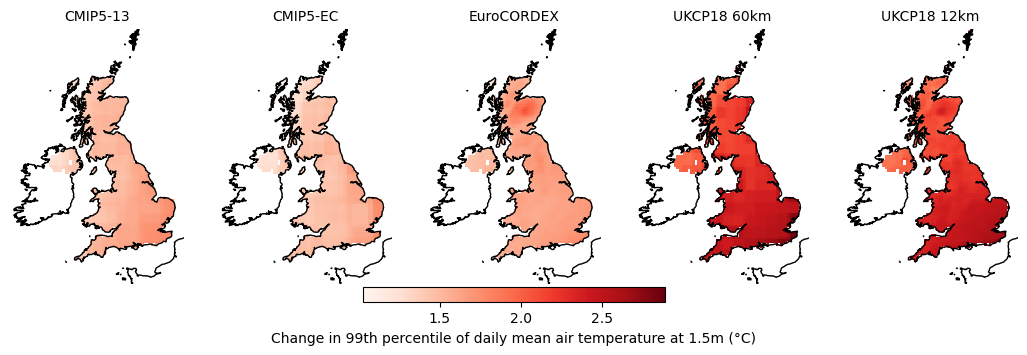 CMIP5-13 CMIP5-EC EuroCORDEX UKCP18 60km UKCP18 12km
1.5 2.0 2.5
Change in 99th percentile of daily mean air temperature at 1.5m (°C)